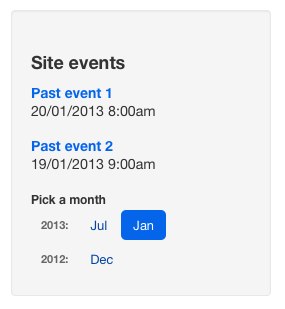 Site events
Past event 1
20/01/2013 8:00am
Past event 2
19/01/2013 9:00am
Pick a month
2013: Jul Jan
2012: Dec